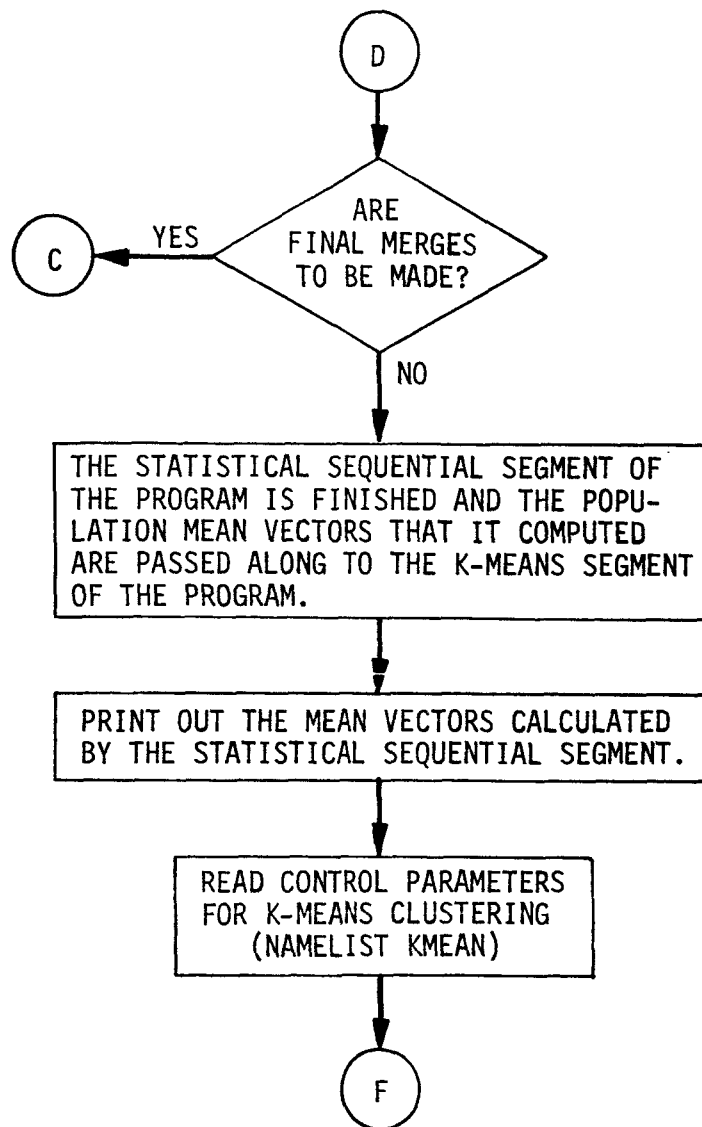 D
ARE
FINAL MERGES
TO BE MADE?
YES
C
NO
THE STATISTICAL SEQUENTIAL SEGMENT OF
THE PROGRAM IS FINISHED AND THE POPU-
LATION MEAN VECTORS THAT IT COMPUTED
ARE PASSED ALONG TO THE K-MEANS SEGMENT
OF THE PROGRAM.
PRINT OUT THE MEAN VECTORS CALCULATED
BY THE STATISTICAL SEQUENTIAL SEGMENT.
READ CONTROL PARAMETERS
FOR K-MEANS CLUSTERING
(NAMELIST KMEAN)
F